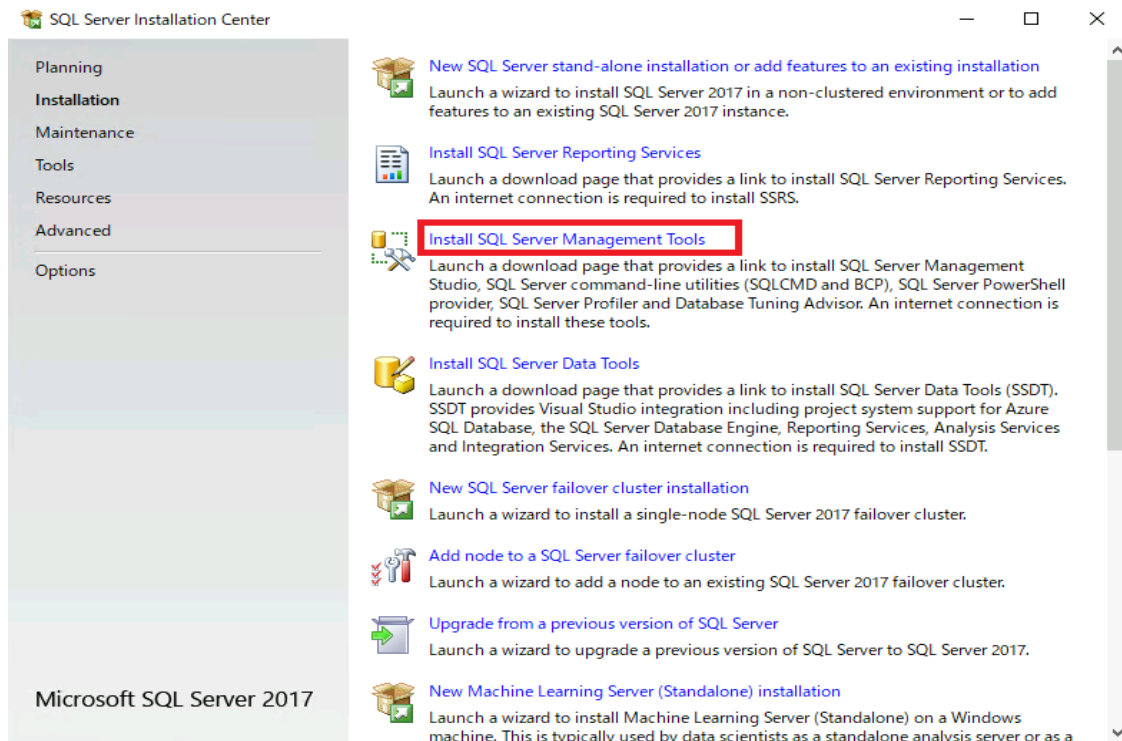 SQL Server Installation Center
Planning
Installation
Maintenance
Tools
Resources
Advanced
Options
Microsoft SQL Server 2017
New SQL Server stand-alone installation or add features to an existing installation
Launch a wizard to install SQL Server 2017 in a non-clustered environment or to add
features to an existing SQL Server 2017 instance.
Install SQL Server Reporting Services
Launch a download page that provides a link to install SQL Server Reporting Services.
An internet connection is required to install SSRS.
Install SQL Server Management Tools
Launch a download page that provides a link to install SQL Server Management
Studio, SQL Server command-line utilities (SQLCMD and BCP), SQL Server PowerShell
provider, SQL Server Profiler and Database Tuning Advisor. An internet connection is
required to install these tools.
Install SQL Server Data Tools
Launch a download page that provides a link to install SQL Server Data Tools (SSDT).
SSDT provides Visual Studio integration including project system support for Azure
SQL Database, the SQL Server Database Engine, Reporting Services, Analysis Services
and Integration Services. An internet connection is required to install SSDT.
New SQL Server failover cluster installation
Launch a wizard to install a single-node SQL Server 2017 failover cluster.
Add node to a SQL Server failover cluster
Launch a wizard to add a node to an existing SQL Server 2017 failover cluster.
Upgrade from a previous version of SQL Server
Launch a wizard to upgrade a previous version of SQL Server to SQL Server 2017.
New Machine Learning Server (Standalone) installation
Launch a wizard to install Machine Learning Server (Standalone) on a Windows
machine. This is typically used by data scientists as a standalone analysis server or as a